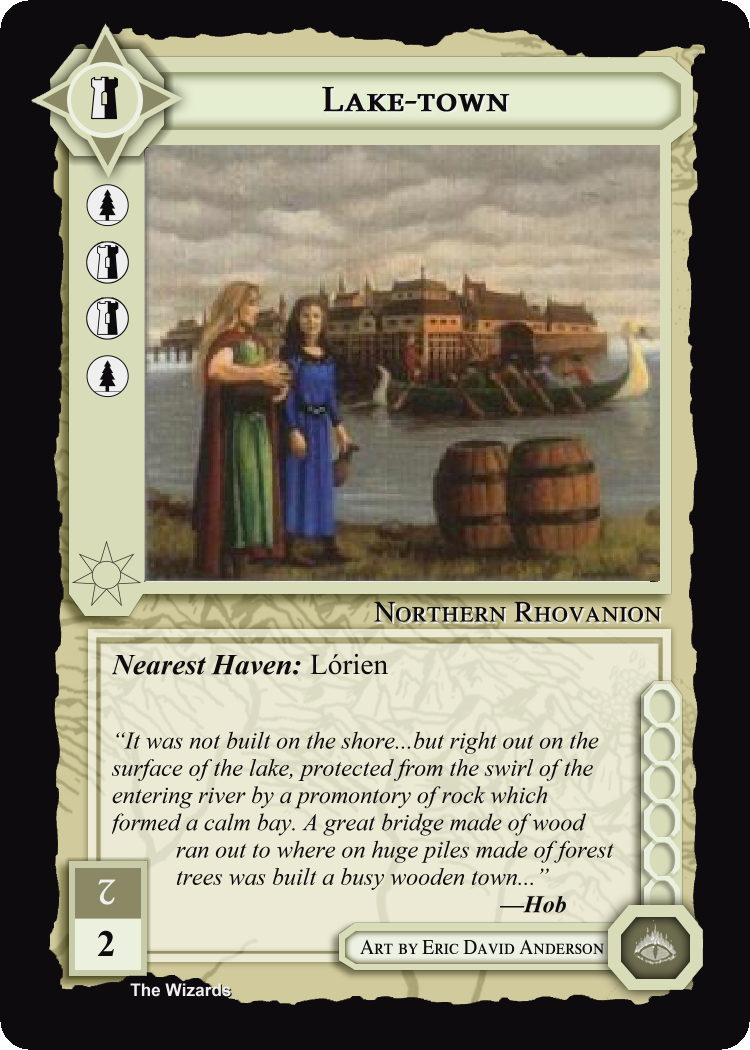 Lake-town
Northern Rhovanion
Nearest Haven: Lórien
“It was not built on the shore...but right out on the
surface of the lake, protected from the swirl of the
entering river by a promontory of rock which
formed a calm bay. A great bridge made of wood
ran out to where on huge piles made of forest
trees was built a busy wooden town...”
—Hob
2
2
Art by Eric David Anderson
The Wizards